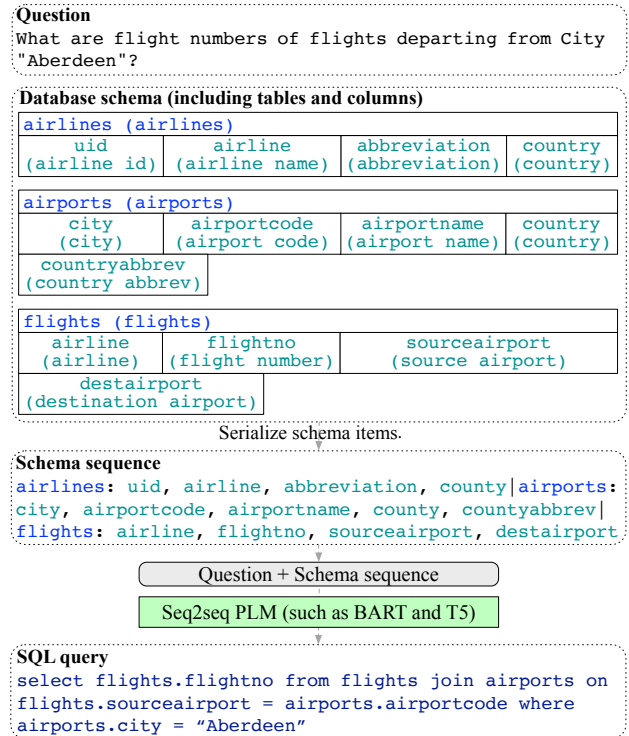 Question
What are flight numbers of flights departing from City
"Aberdeen"?
Database schema (including tables and columns)
airlines (airlines)
uid airline abbreviation country
(airline id) (airline name) (abbreviation) (country)
airports (airports)
city airportcode airportname country
(city) (airport code) (airport name) (country)
countryabbrev
(country abbrev)
flights (flights)
airline flightno sourceairport
(airline) (flight number) (source airport)
destairport
(destination airport)
Serialize schema items.
Schema sequence
airlines: uid, airline, abbreviation, county|airports:
city, airportcode, airportname, county, countyabbrev|
flights: airline, flightno, sourceairport, destairport
Question + Schema sequence
Seq2seq PLM (such as BART and T5)
SQL query
select flights.flightno from flights join airports on
flights.sourceairport = airports.airportcode where
airports.city = “Aberdeen”